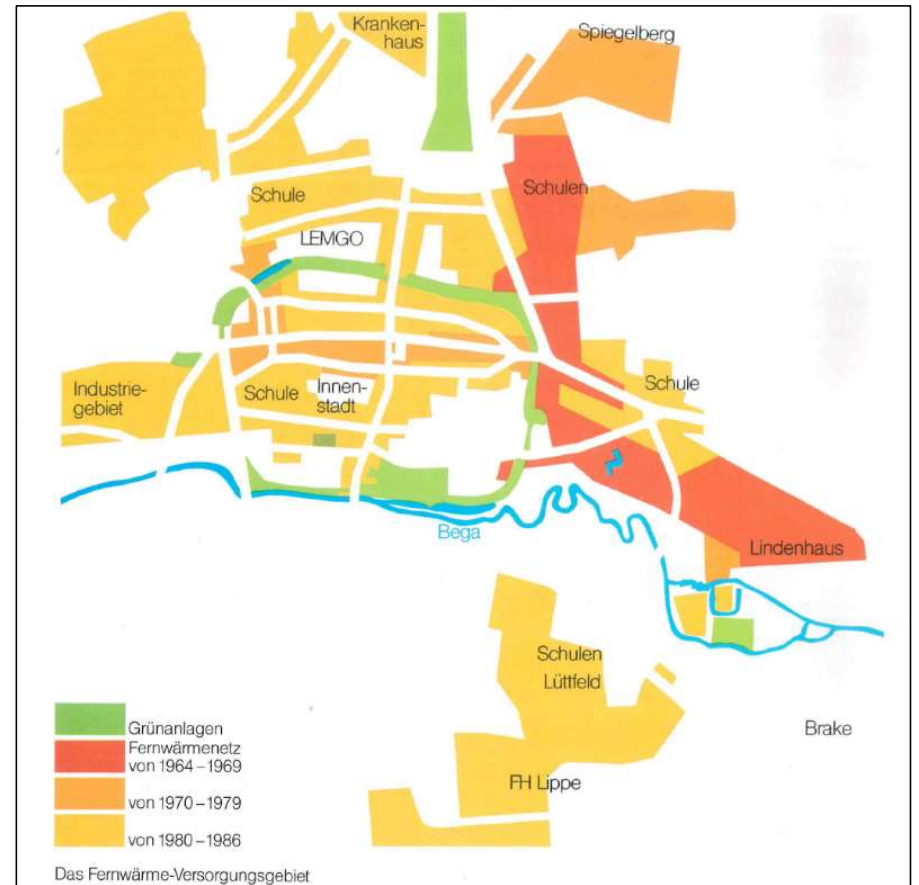 Kranken-
haus
Spiegelberg
Schule
Schulen
LEMGO
Industrie-
gebiet
Schule
Innen-
stadt
Schule
Bega
Lindenhaus
Schulen
Lüttfeld
Brake
FH Lippe
Grünanlagen
Fernwärmenetz
von 1964–1969
von 1970–1979
von 1980–1986
Das Fernwärme-Versorgungsgebiet